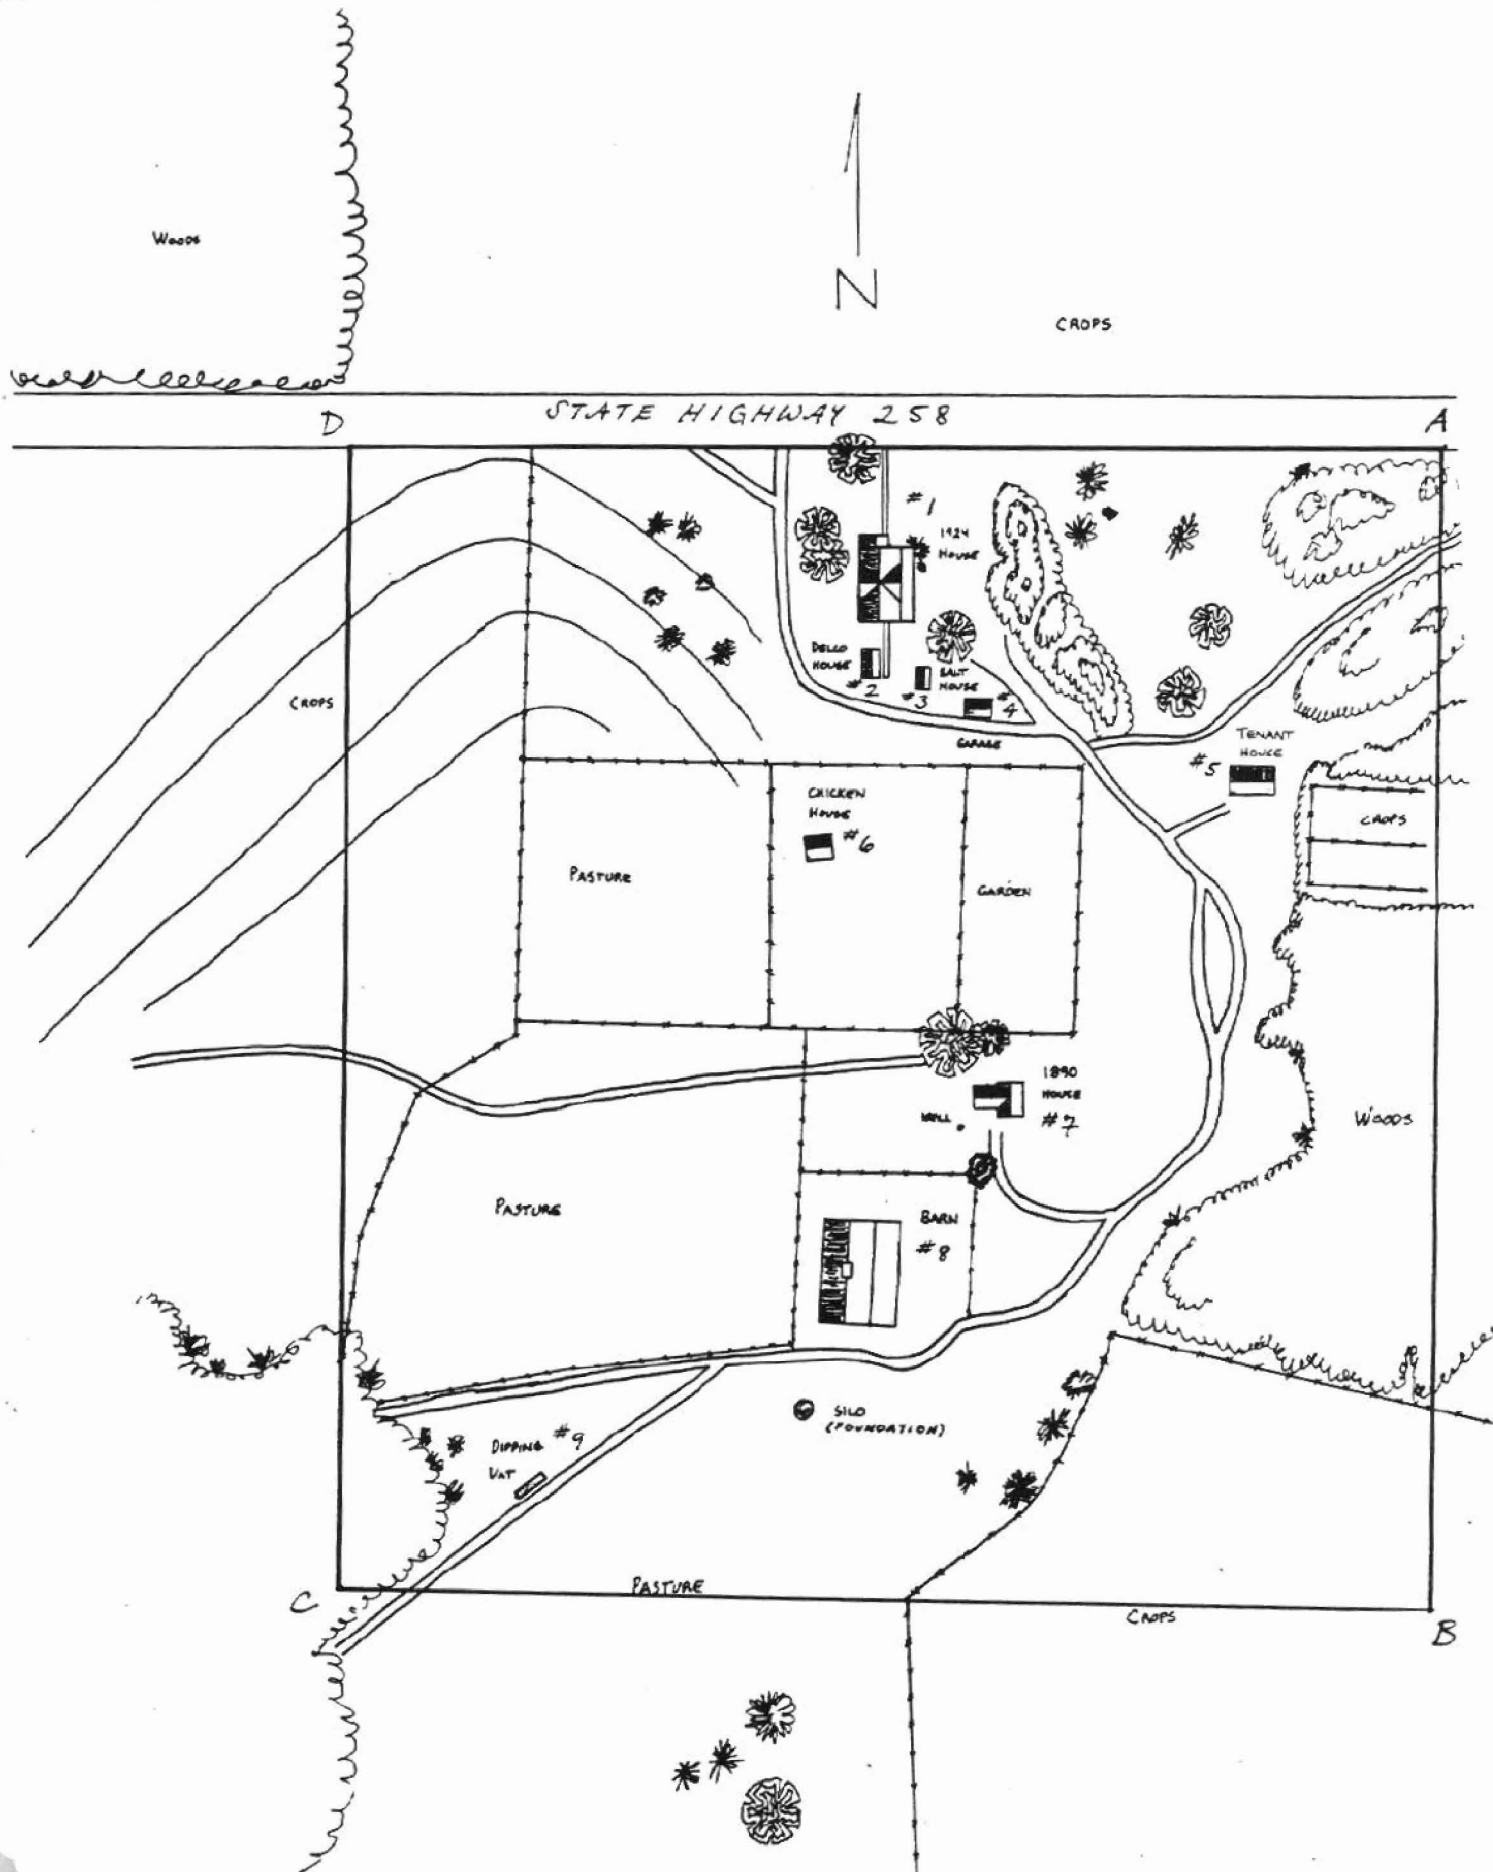 WOODS
N
CROPS
STATE HIGHWAY 258
D
A
#1
1924
HOUSE
DELCO
HOUSE
#2
#3
SALT
HOUSE
#4
GARAGE
CROPS
TENANT
HOUSE
#5
CHICKEN
HOUSE
#6
CROPS
PASTURE
GARDEN
1890
HOUSE
#7
WELL
WOODS
PASTURE
BARN
#8
SILO
(FOUNDATION)
DIPPING
VAT
#9
C
PASTURE
CROPS
B